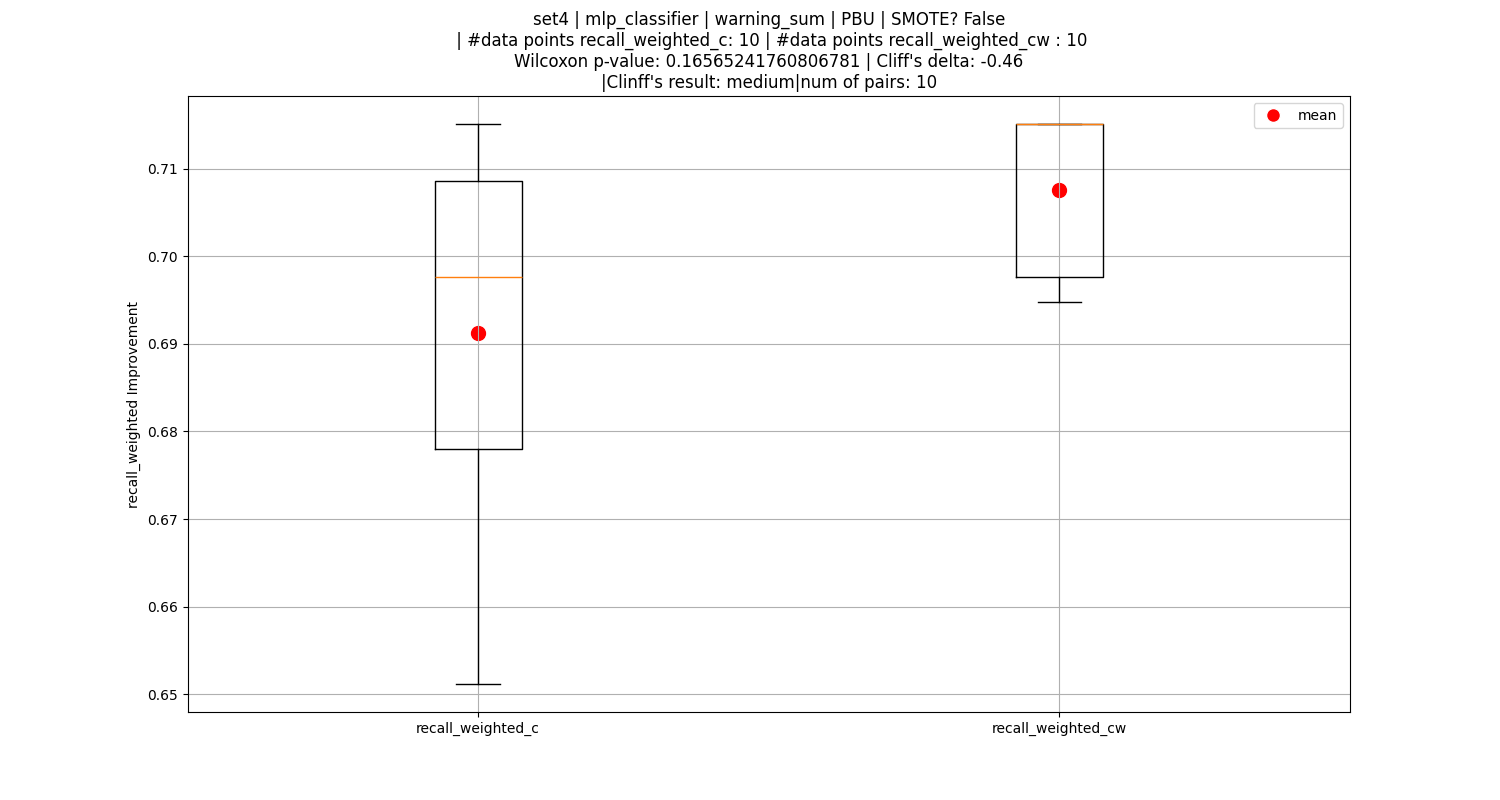 set4 | mlp_classifier | warning_sum | PBU | SMOTE? False
| #data points recall_weighted_c: 10 | #data points recall_weighted_cw : 10
Wilcoxon p-value: 0.16565241760806781 | Cliff's delta: -0.46
|Clinff's result: medium|num of pairs: 10
mean
0.71
0.70
0.69
0.68
0.67
0.66
0.65
recall_weighted Improvement
recall_weighted_c
recall_weighted_cw